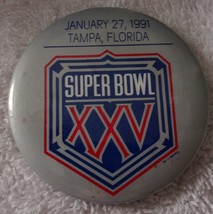 JANUARY 27, 1991
TAMPA, FLORIDA
SUPER BOWL
XXV